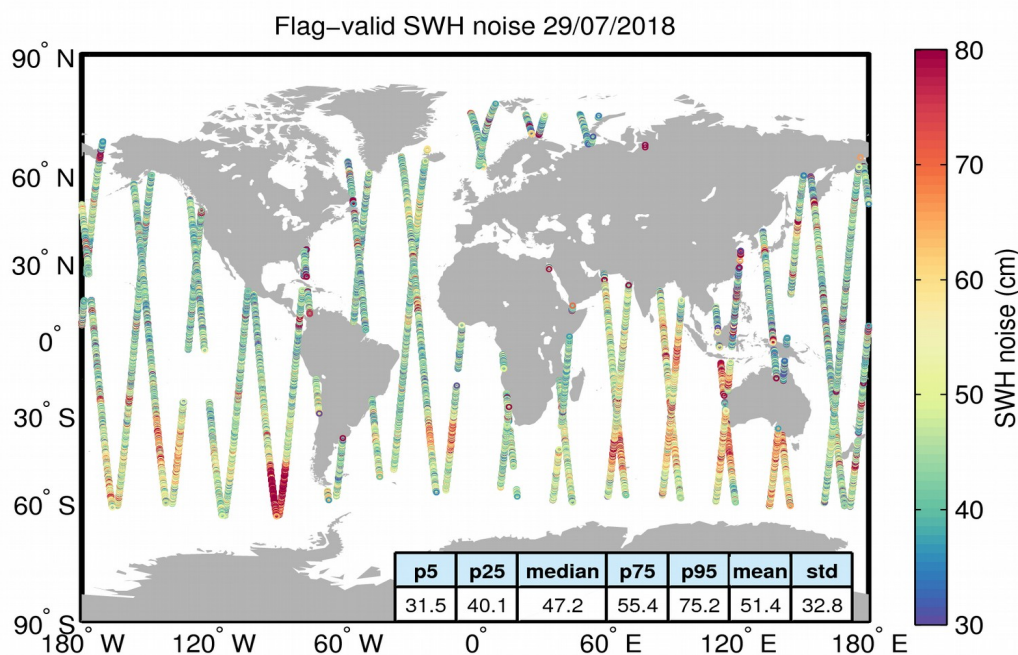 Flag−valid SWH noise 29/07/2018
90° N
60° N
30° N
0°
30° S
60° S
90° S
180° W
120° W
60° W
0°
60° E
120° E
180° E
80
70
60
50
40
30
SWH noise (cm)
p5 p25 median p75 p95 mean std
31.5 40.1 47.2 55.4 75.2 51.4 32.8